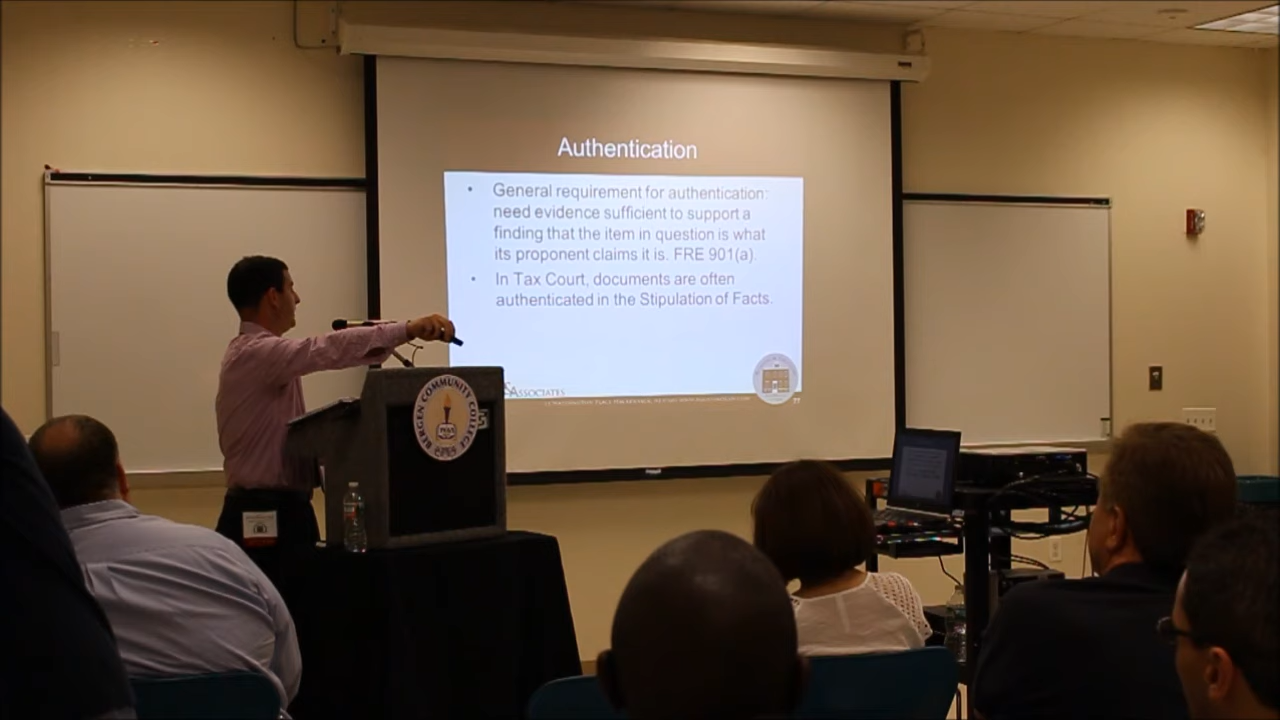 Authentication
• General requirement for authentication:
need evidence sufficient to support a
finding that the item in question is what
its proponent claims it is. FRE 901(a).
• In Tax Court, documents are often
authenticated in the Stipulation of Facts.
& ASSOCIATES
77
BERGEN COMMUNITY COLLEGE